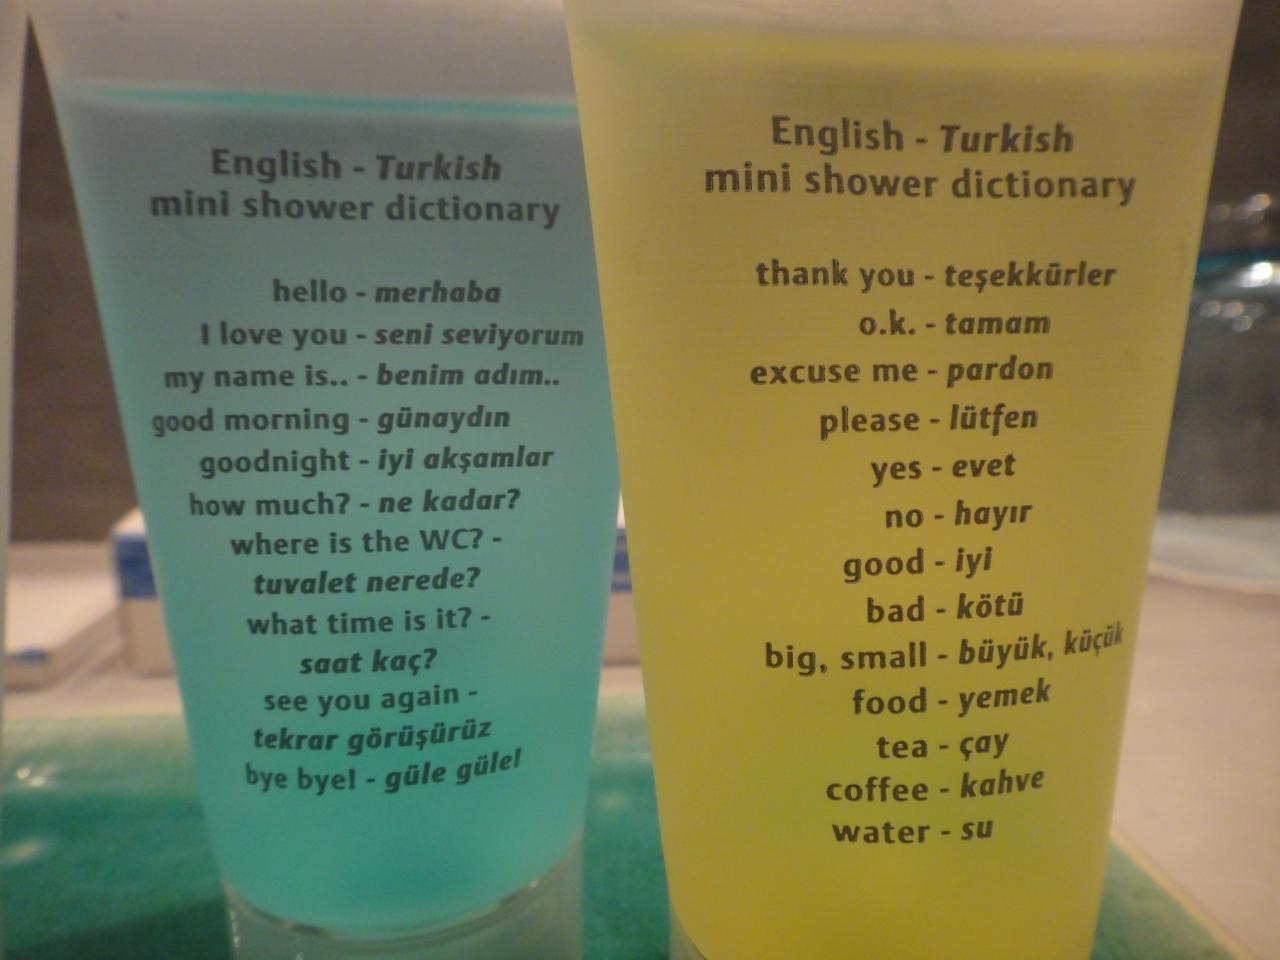 English - Turkish
mini shower dictionary
hello - merhaba
I love you - seni seviyorum
my name is.. - benim adım..
good morning - günaydın
goodnight - iyi akşamlar
how much? - ne kadar?
where is the WC? -
tuvalet nerede?
what time is it? -
saat kaç?
see you again -
tekrar görüşürüz
bye bye! - güle güle!
English - Turkish
mini shower dictionary
thank you - teşekkürler
o.k. - tamam
excuse me - pardon
please - lütfen
yes - evet
no - hayır
good - iyi
bad - kötü
big, small - büyük, küçük
food - yemek
tea - çay
coffee - kahve
water - su